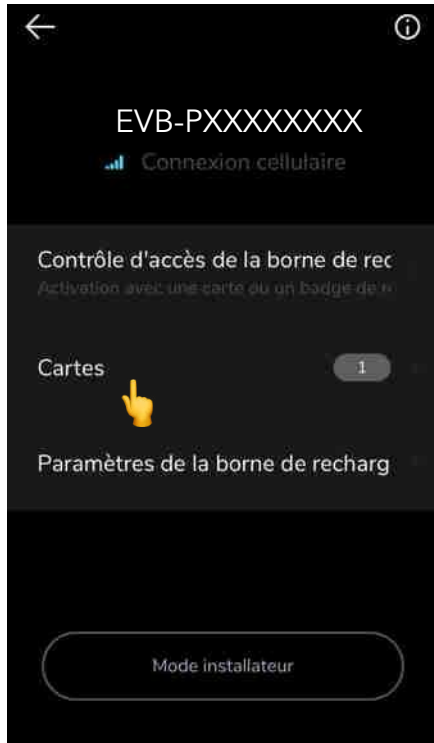 EVB-PXXXXXXXX
Connexion cellulaire
Contrôle d'accès de la borne de rec
Activation avec une carte ou un badge de r
Cartes
1
Paramètres de la borne de recharg
Mode installateur